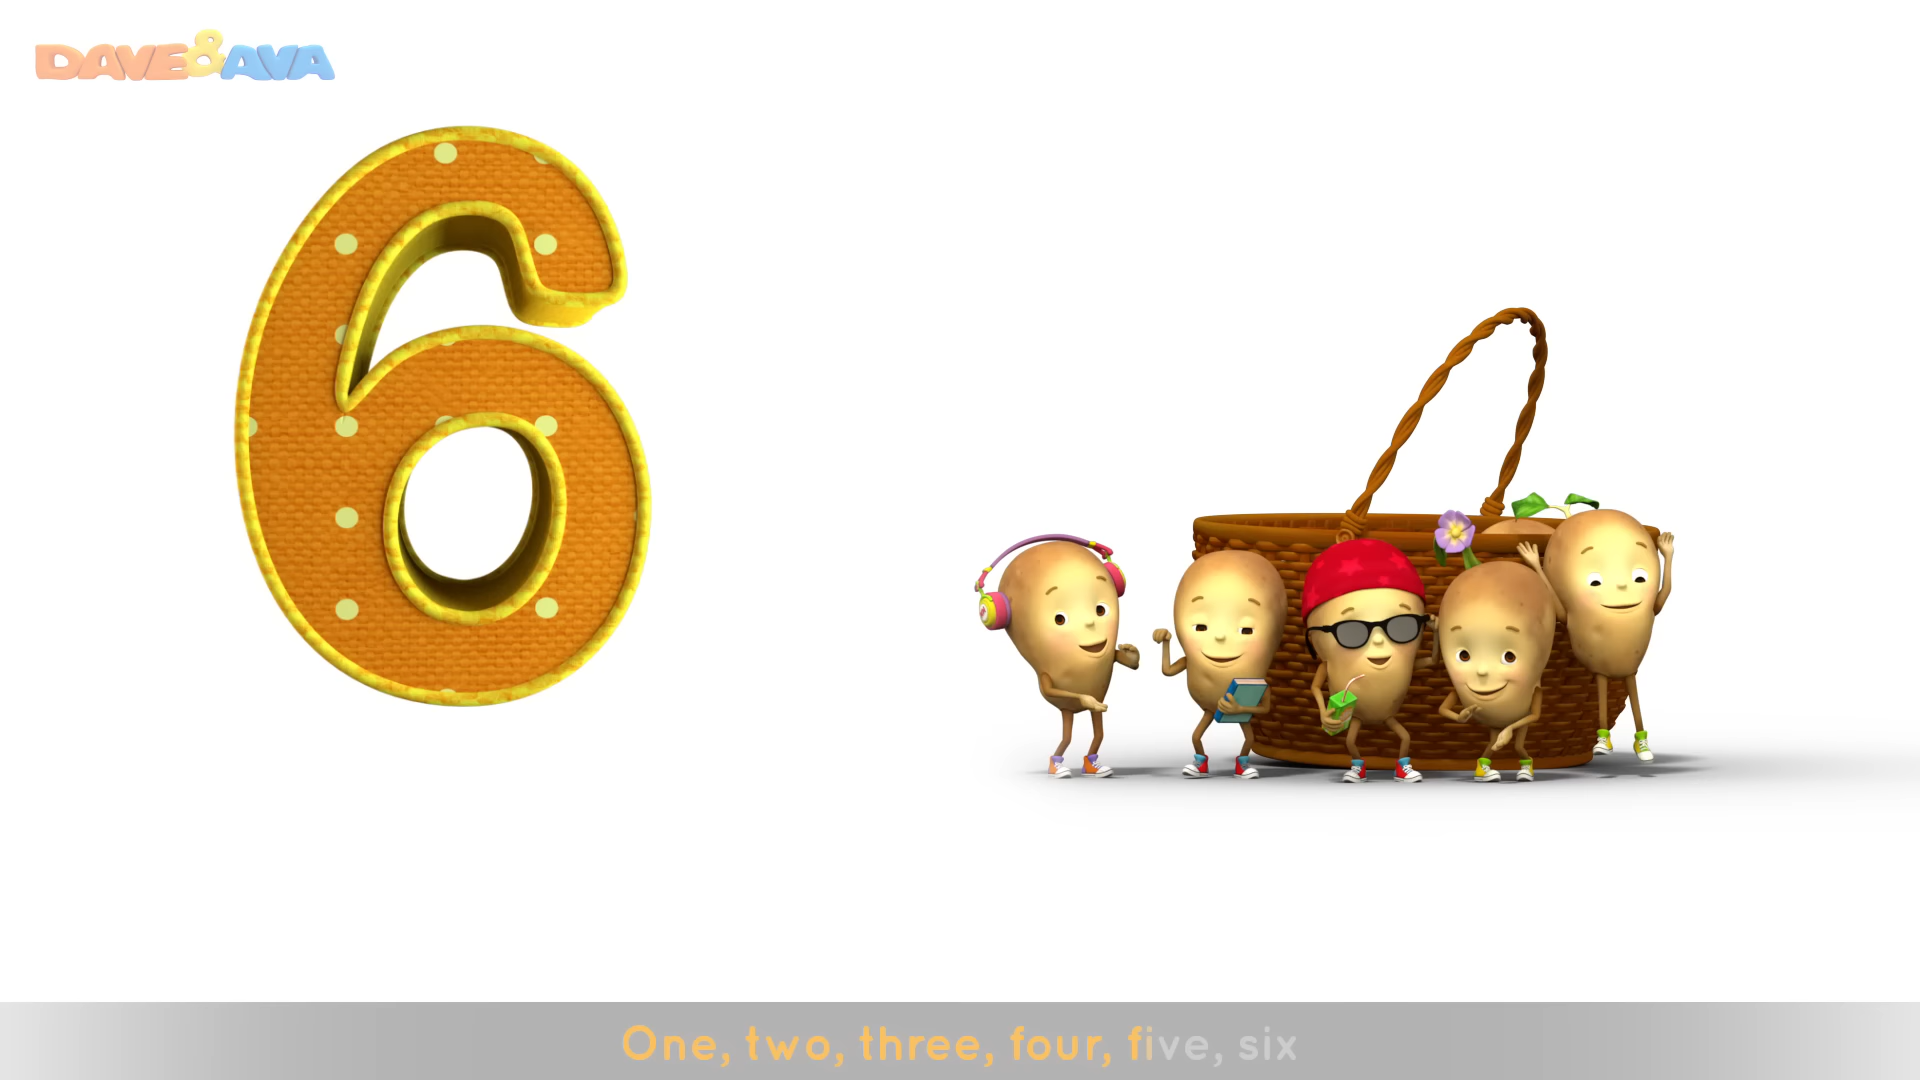 DAVE&AVA
6
One, two, three, four, five, six